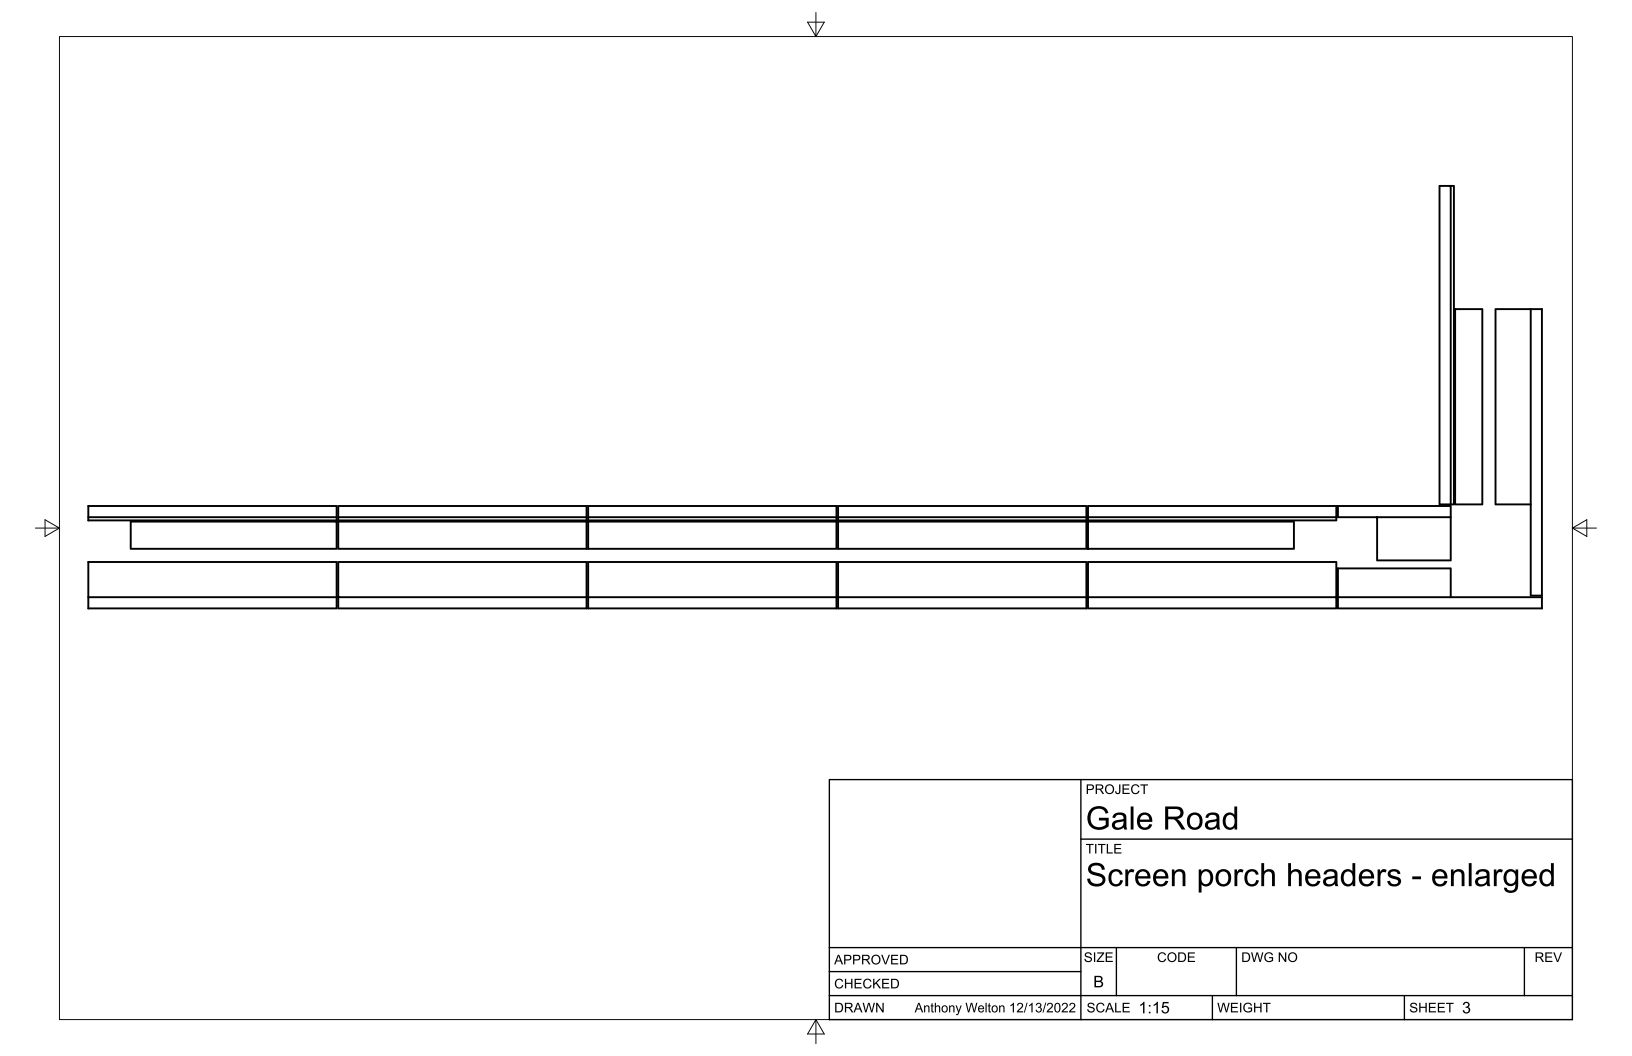 PROJECT
Gale Road
TITLE
Screen porch headers - enlarged
APPROVED
CHECKED
DRAWN Anthony Welton 12/13/2022
SIZE CODE DWG NO REV
B
SCALE 1:15 WEIGHT SHEET 3